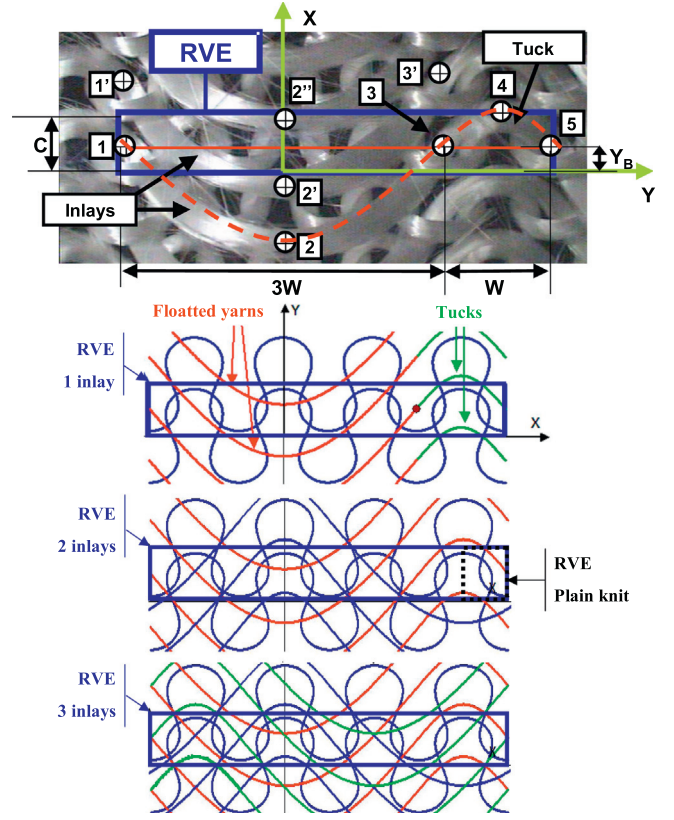 X
RVE
Tuck
1'
2''
3
3'
4
C
1
5
Y_B
2'
Y
Inlays
2
3W
W
Floatted yarns
Y
Tucks
RVE
1 inlay
X
RVE
2 inlays
RVE
Plain knit
X
RVE
3 inlays
X